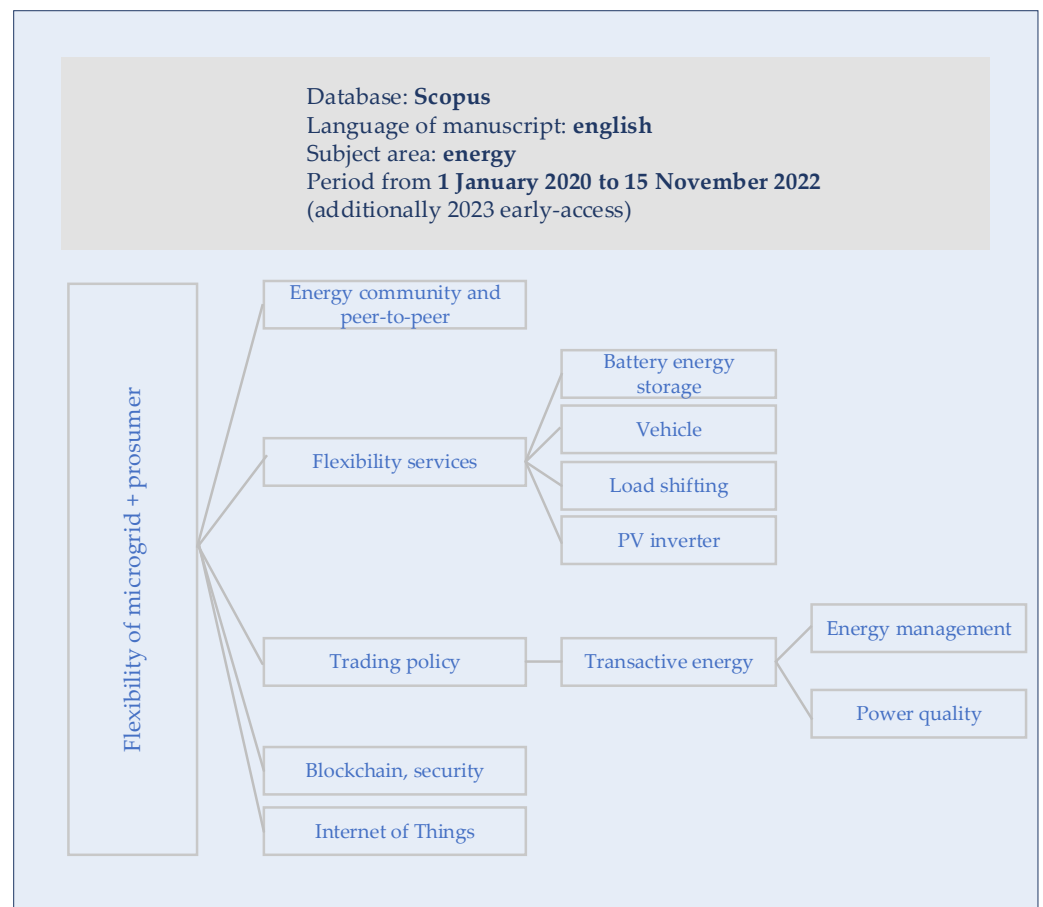 Database: Scopus
Language of manuscript: english
Subject area: energy
Period from 1 January 2020 to 15 November 2022
(additionally 2023 early-access)
Flexibility of microgrid + prosumer
Energy community and
peer-to-peer
Flexibility services
Battery energy
storage
Vehicle
Load shifting
PV inverter
Trading policy
Transactive energy
Energy management
Power quality
Blockchain, security
Internet of Things